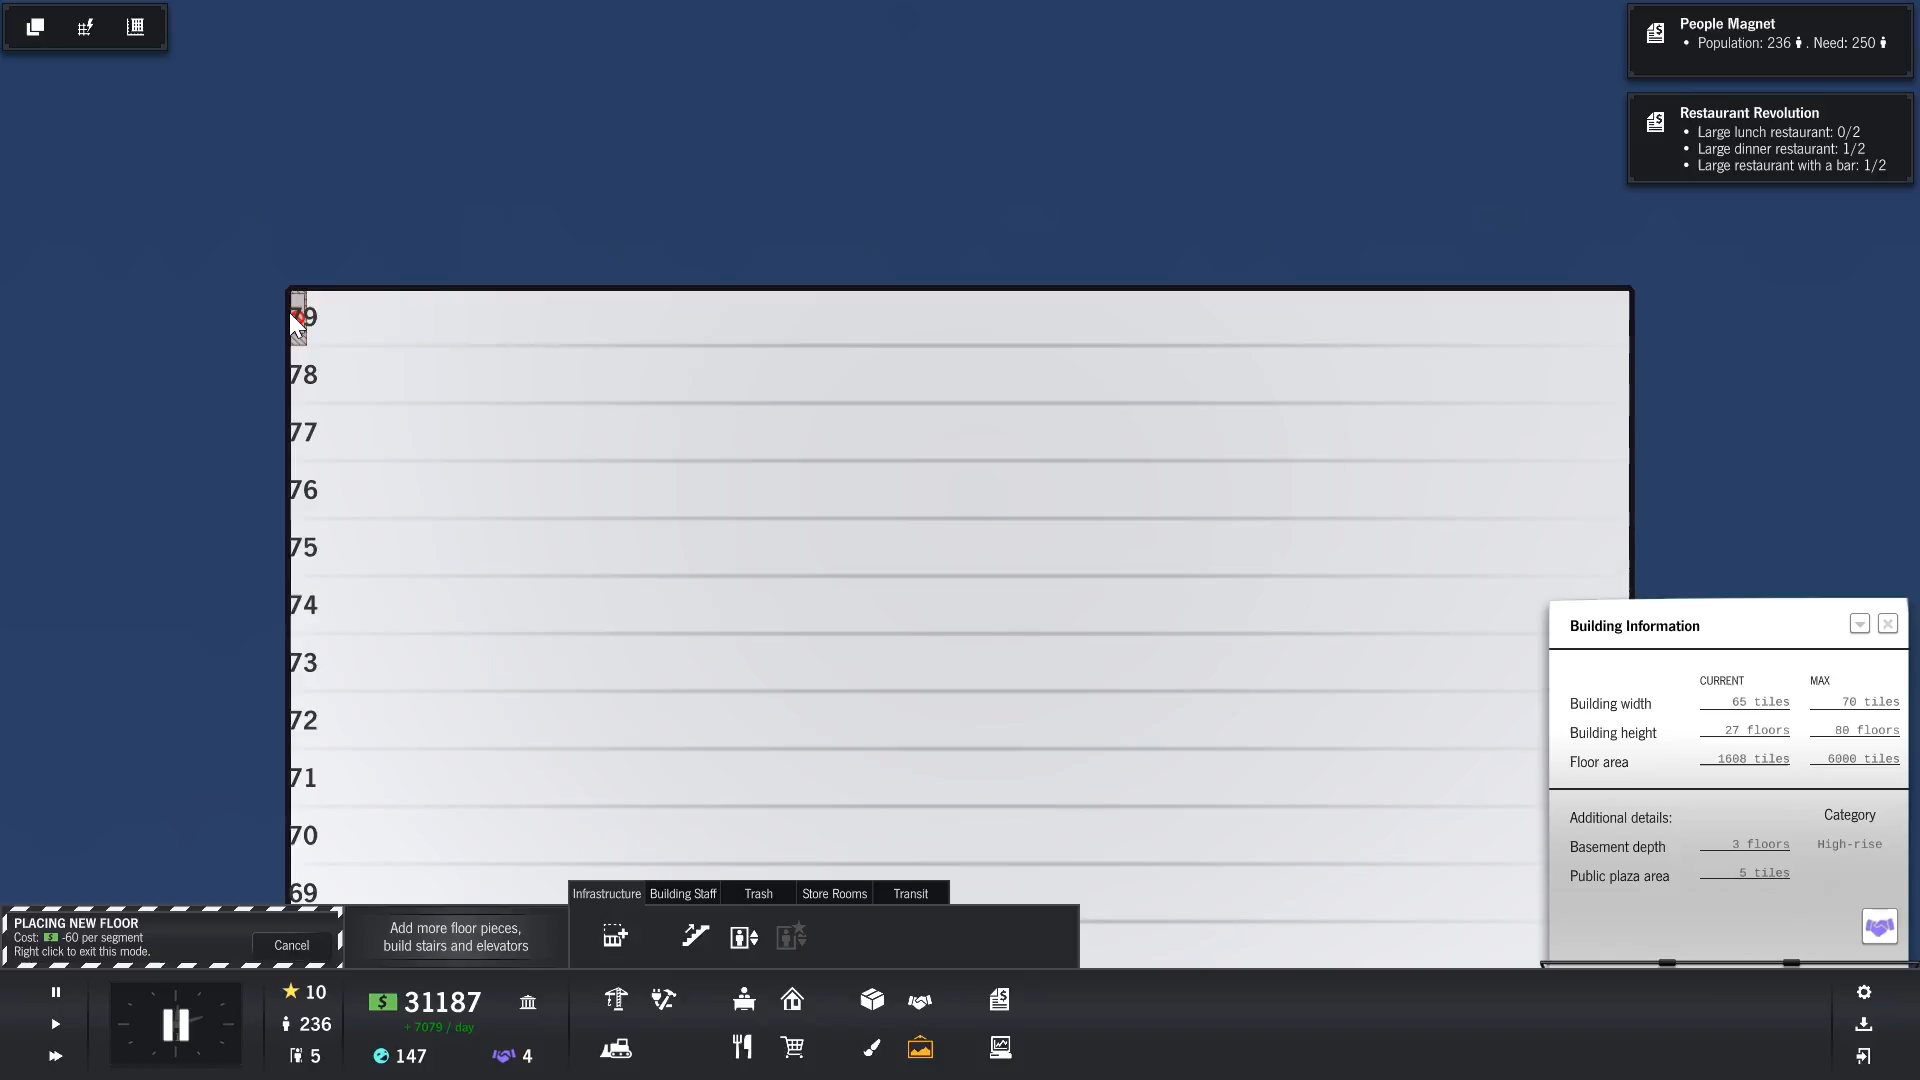 People Magnet
• Population: 236 . Need: 250
Restaurant Revolution
• Large lunch restaurant: 0/2
• Large dinner restaurant: 1/2
• Large restaurant with a bar: 1/2
79
78
77
76
75
74
73
72
71
70
69
Building Information
CURRENT MAX
Building width 65 tiles 70 tiles
Building height 27 floors 80 floors
Floor area 1608 tiles 6000 tiles
Additional details: Category
Basement depth 3 floors High-rise
Public plaza area 5 tiles
Infrastructure Building Staff Trash Store Rooms Transit
PLACING NEW FLOOR
Cost: $ -60 per segment
Right click to exit this mode.
Cancel
Add more floor pieces,
build stairs and elevators
10
236
5
$ 31187
+ 7079 / day
147
4